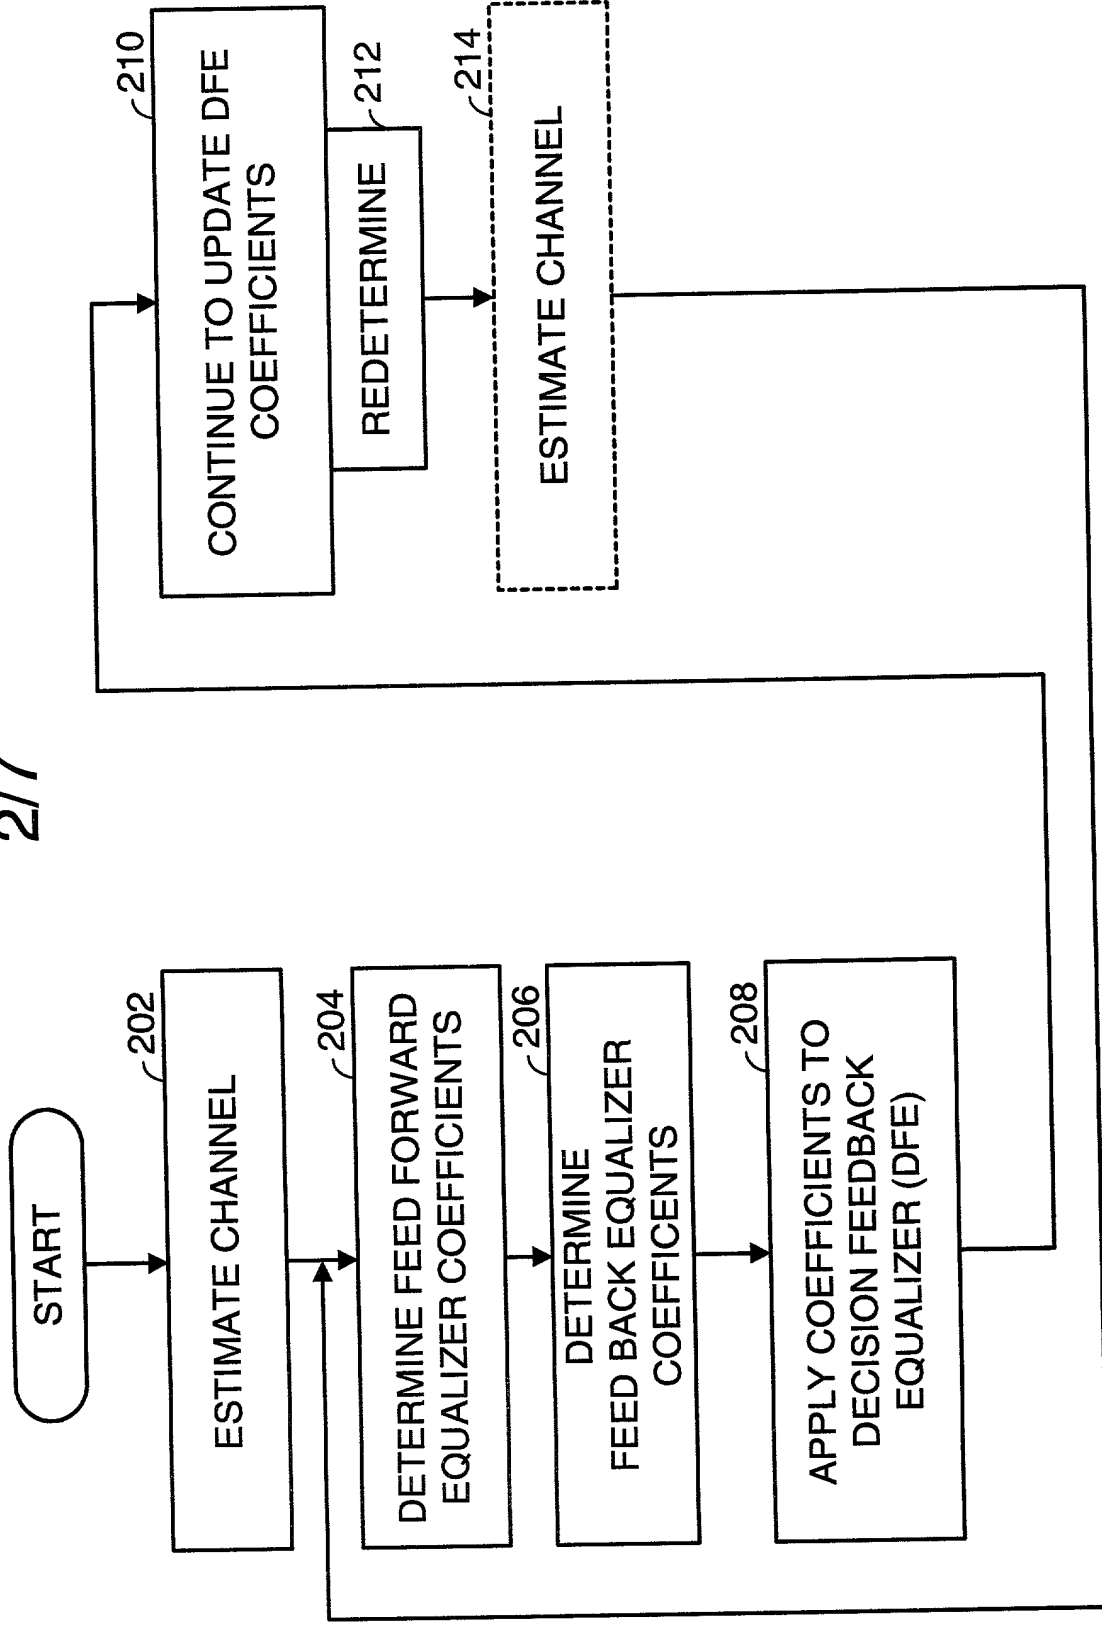 2/7
START
202
ESTIMATE CHANNEL
204
DETERMINE FEED FORWARD
EQUALIZER COEFFICIENTS
206
DETERMINE
FEED BACK EQUALIZER
COEFFICENTS
208
APPLY COEFFICIENTS TO
DECISION FEEDBACK
EQUALIZER (DFE)
210
CONTINUE TO UPDATE DFE
COEFFICIENTS
212
REDETERMINE
214
ESTIMATE CHANNEL